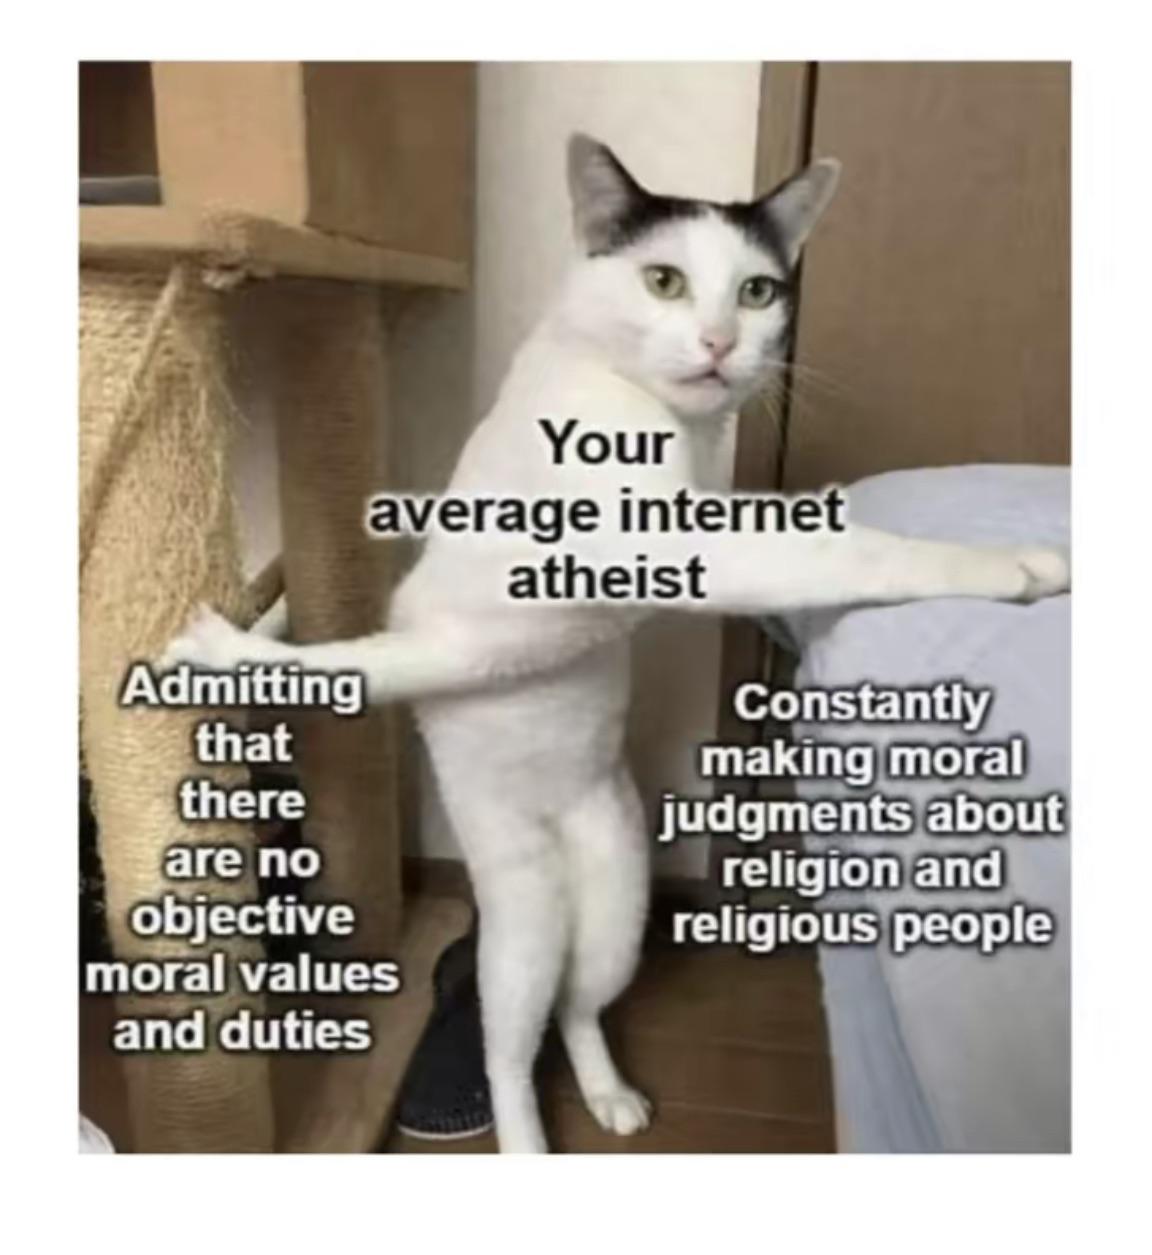 Your
average internet
atheist
Admitting
that
there
are no
objective
moral values
and duties
Constantly
making moral
judgments about
religion and
religious people